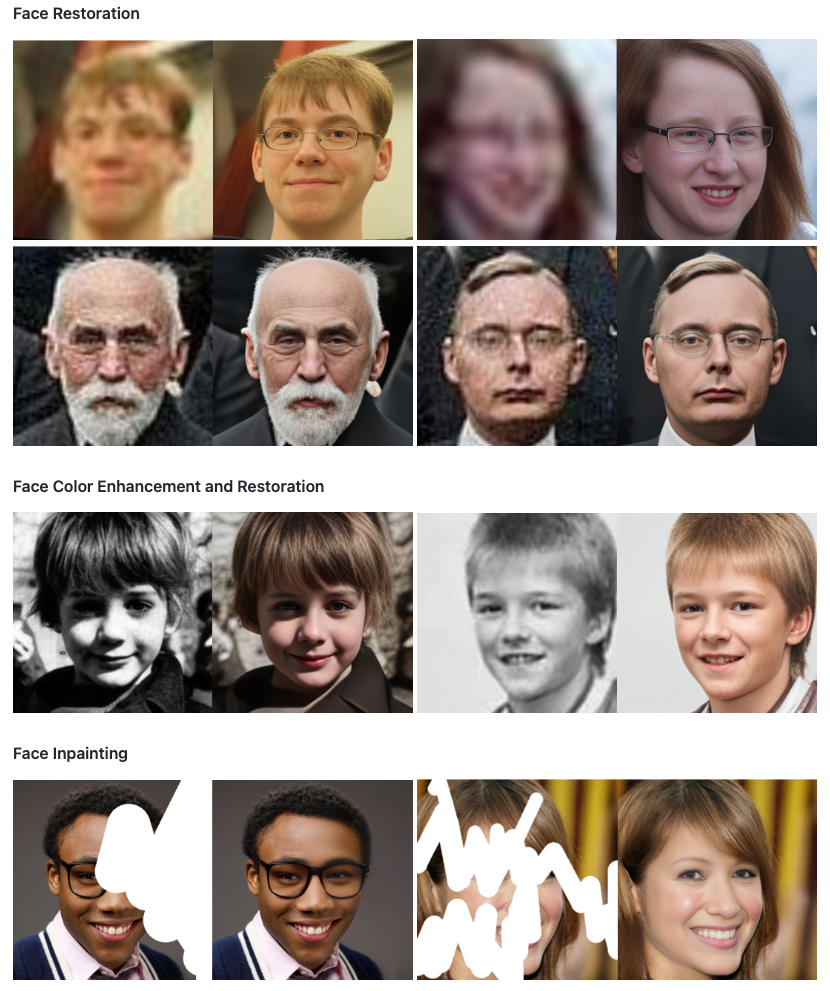 Face Restoration
Face Color Enhancement and Restoration
Face Inpainting